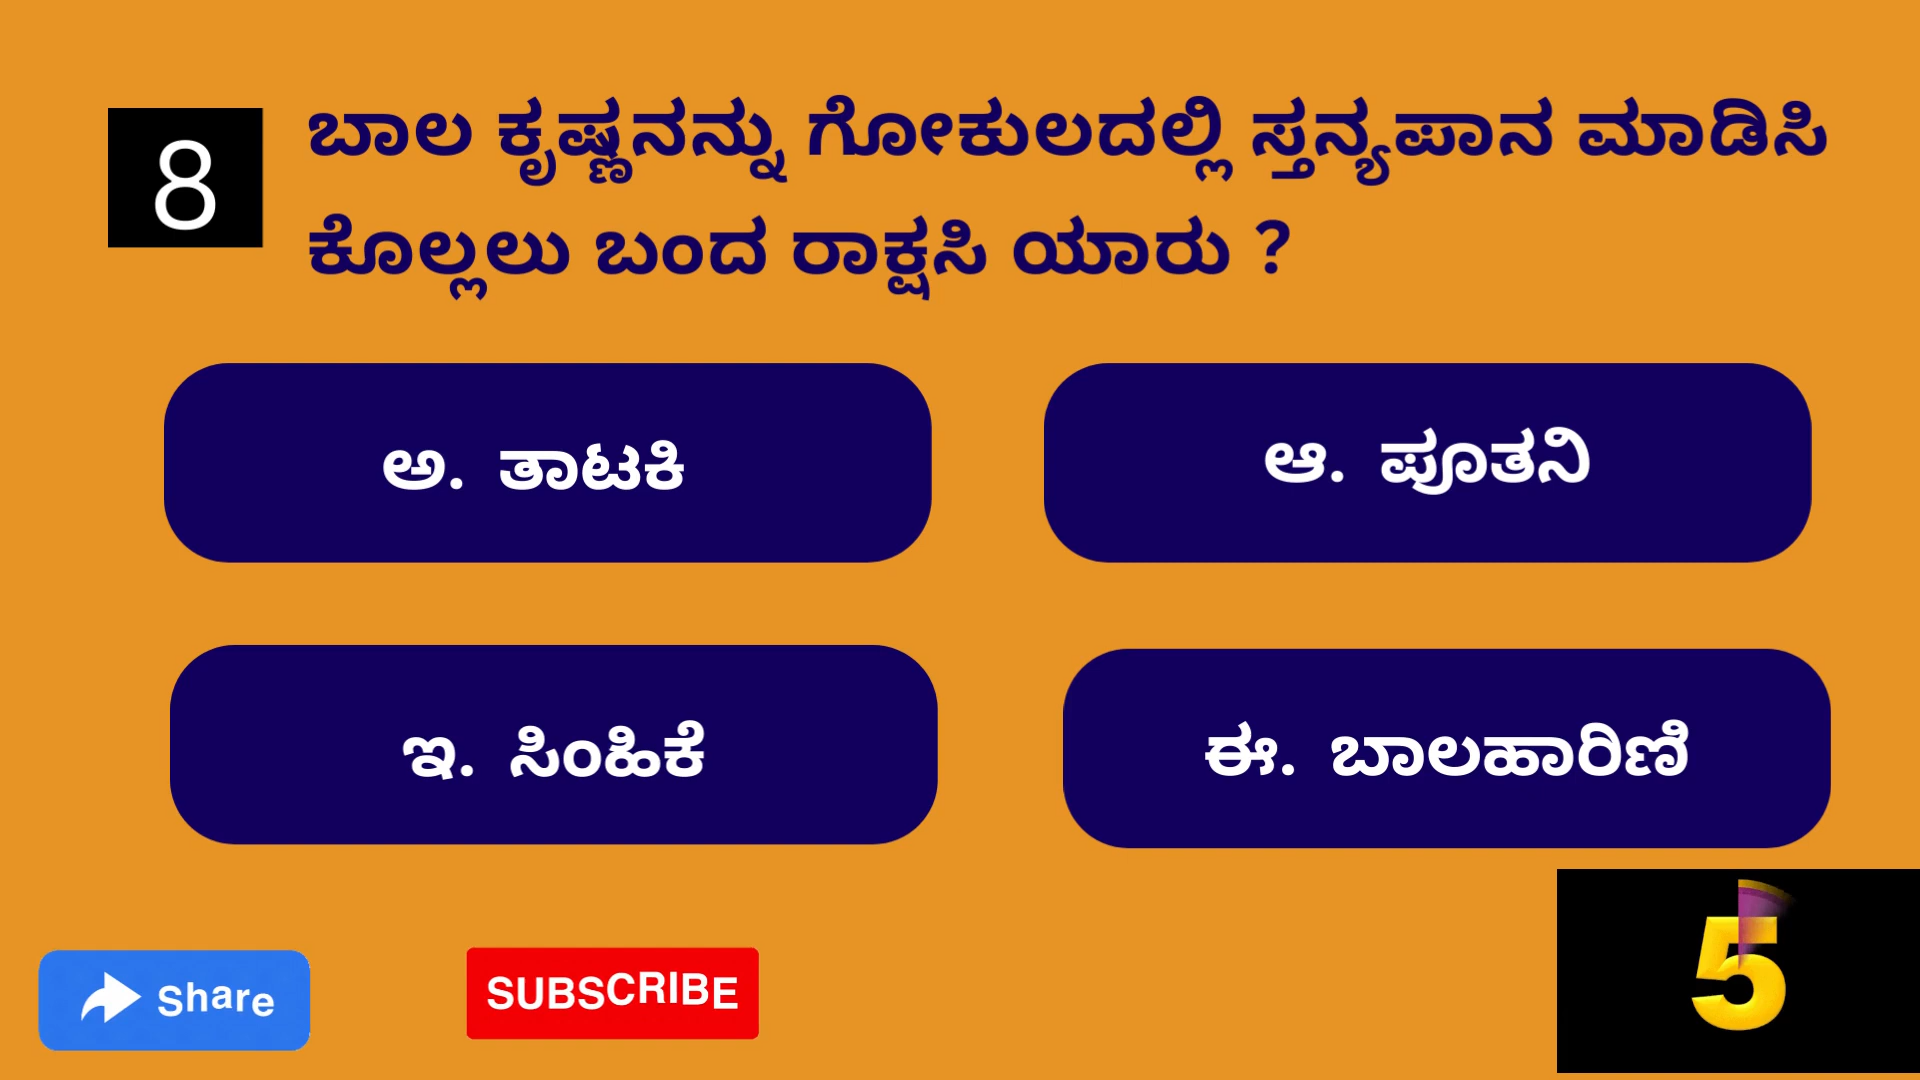 8
ಬಾಲ ಕೃಷ್ಣನನ್ನು ಗೋಕುಲದಲ್ಲಿ ಸ್ತನ್ಯಪಾನ ಮಾಡಿಸಿ
ಕೊಲ್ಲಲು ಬಂದ ರಾಕ್ಷಸಿ ಯಾರು ?
ಅ. ತಾಟಕಿ
ಆ. ಪೂತನಿ
ಇ. ಸಿಂಹಿಕೆ
ಈ. ಬಾಲಹಾರಿಣಿ
Share
SUBSCRIBE
5